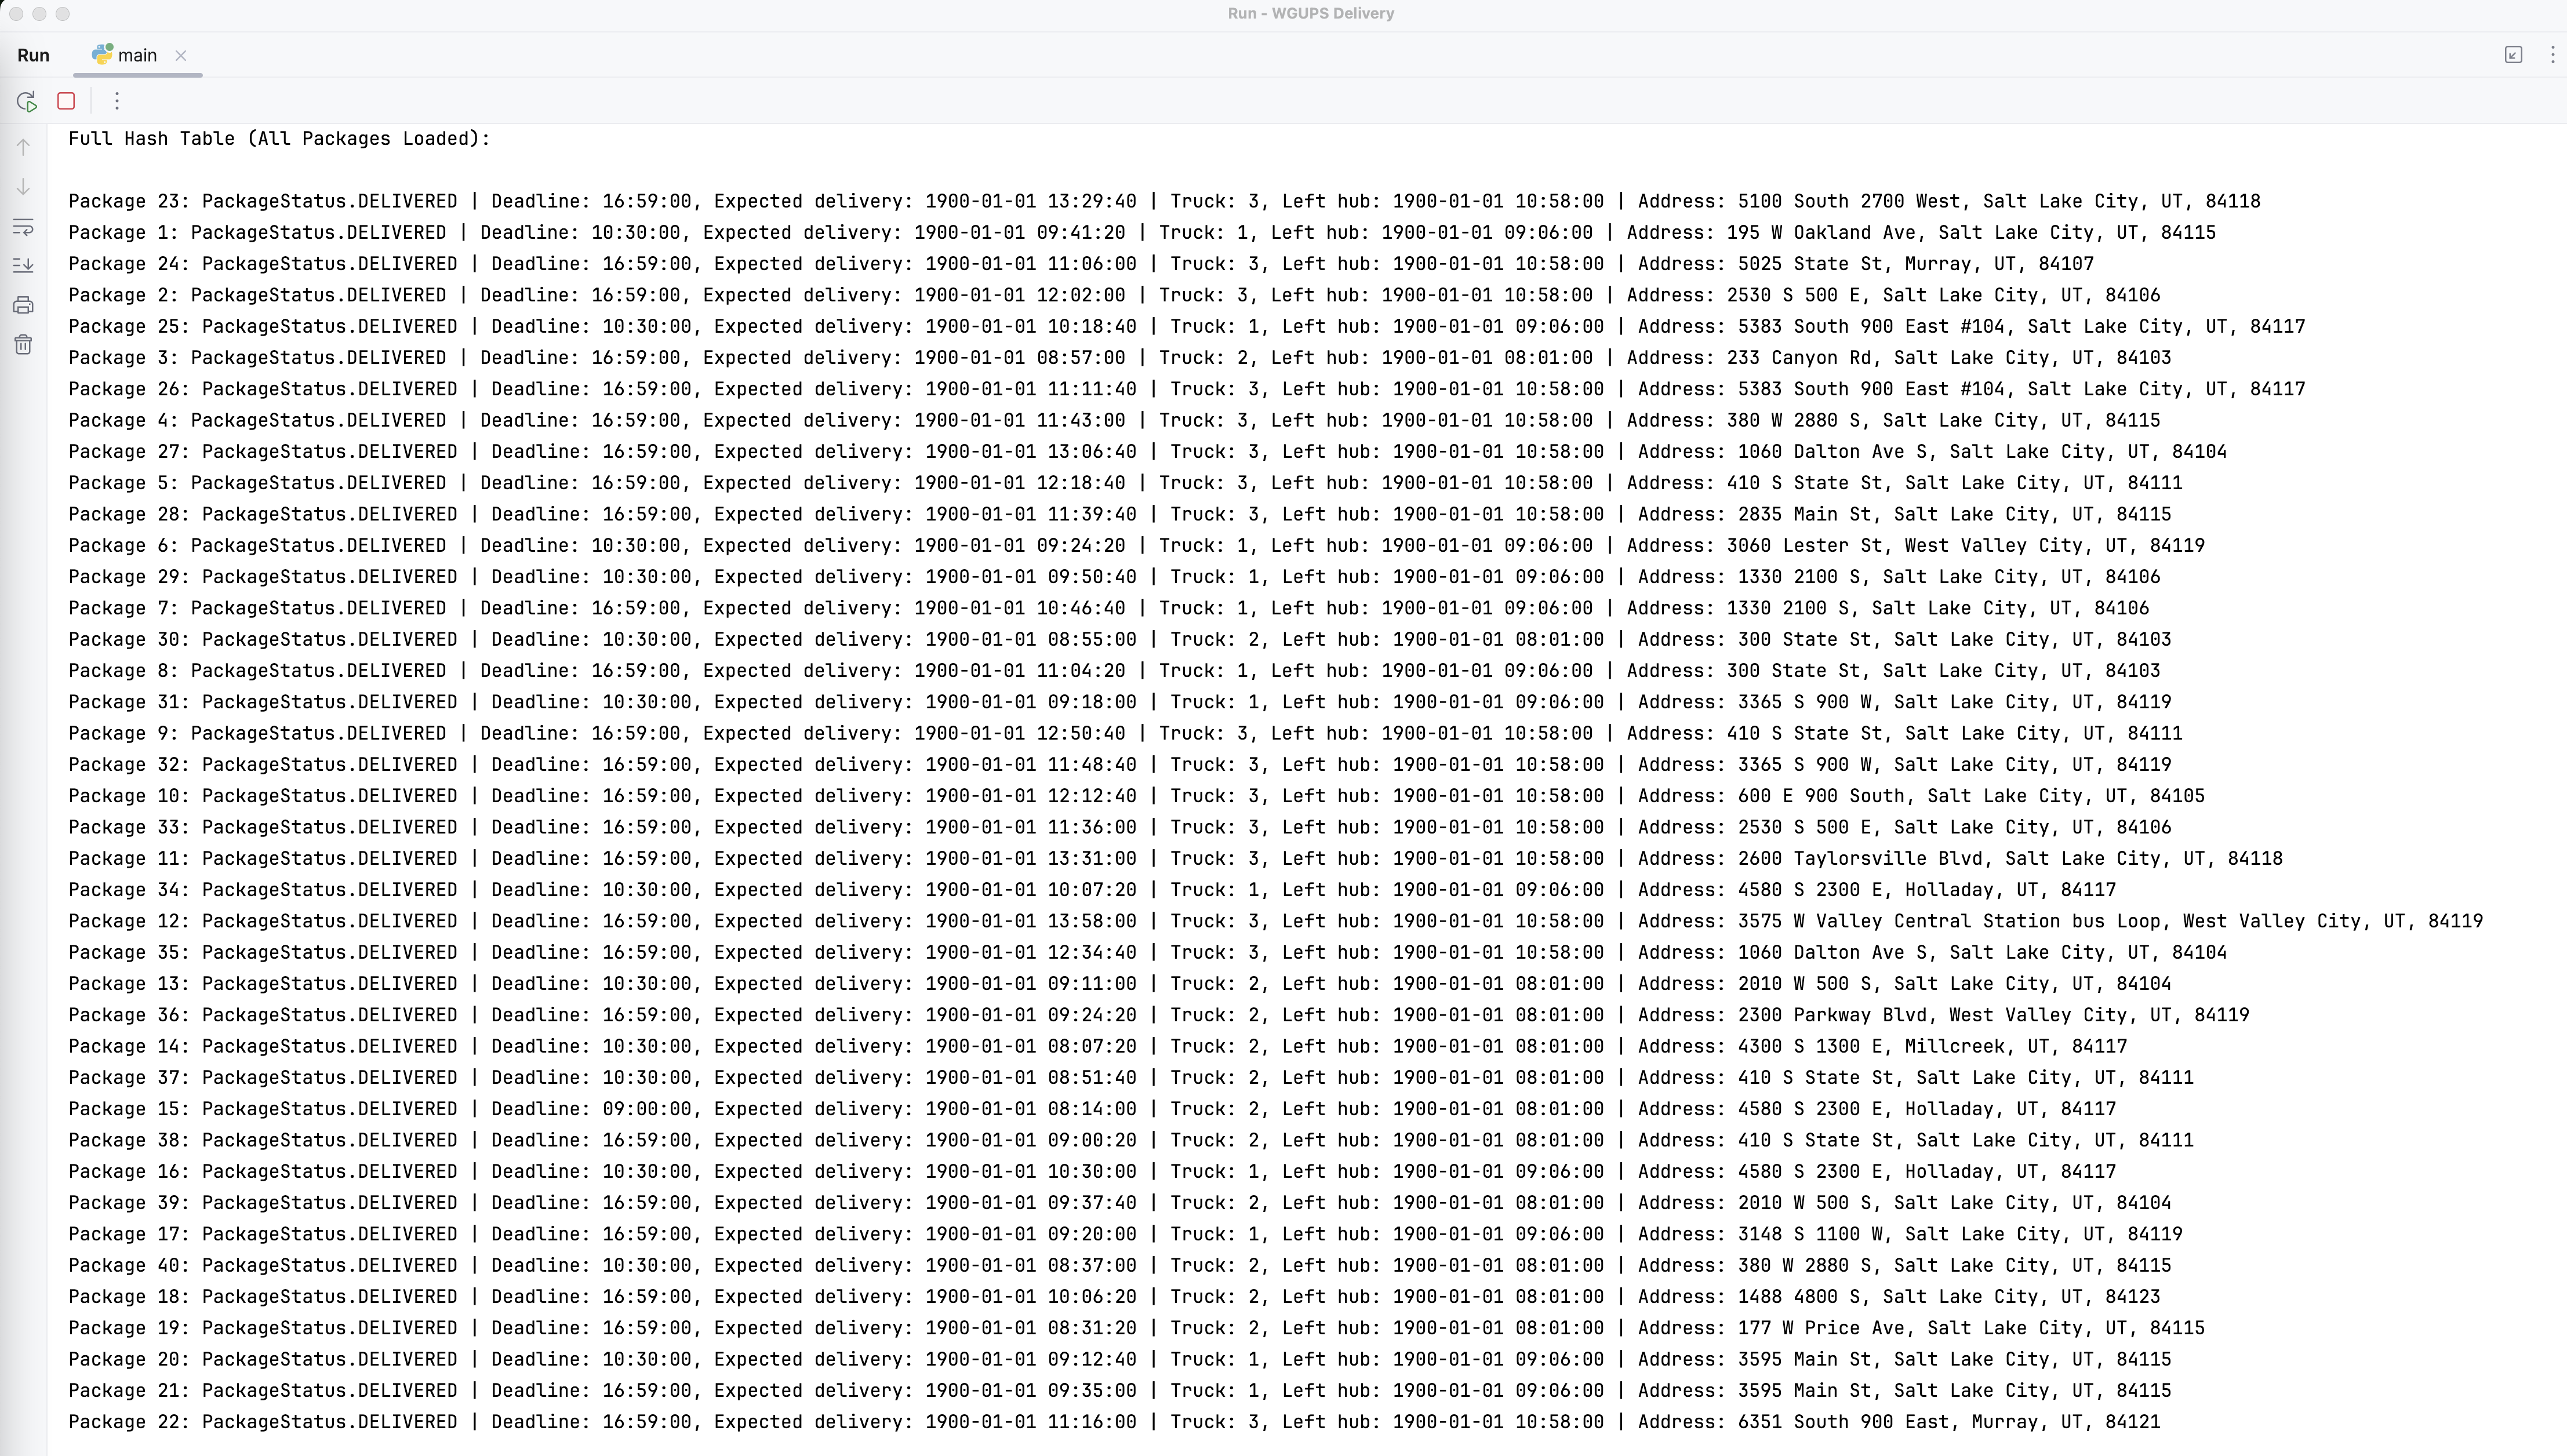 Run - WGUPS Delivery
Run main
Full Hash Table (All Packages Loaded):
Package 23: PackageStatus.DELIVERED | Deadline: 16:59:00, Expected delivery: 1900-01-01 13:29:40 | Truck: 3, Left hub: 1900-01-01 10:58:00 | Address: 5100 South 2700 West, Salt Lake City, UT, 84118
Package 1: PackageStatus.DELIVERED | Deadline: 10:30:00, Expected delivery: 1900-01-01 09:41:20 | Truck: 1, Left hub: 1900-01-01 09:06:00 | Address: 195 W Oakland Ave, Salt Lake City, UT, 84115
Package 24: PackageStatus.DELIVERED | Deadline: 16:59:00, Expected delivery: 1900-01-01 11:06:00 | Truck: 3, Left hub: 1900-01-01 10:58:00 | Address: 5025 State St, Murray, UT, 84107
Package 2: PackageStatus.DELIVERED | Deadline: 16:59:00, Expected delivery: 1900-01-01 12:02:00 | Truck: 3, Left hub: 1900-01-01 10:58:00 | Address: 2530 S 500 E, Salt Lake City, UT, 84106
Package 25: PackageStatus.DELIVERED | Deadline: 10:30:00, Expected delivery: 1900-01-01 10:18:40 | Truck: 1, Left hub: 1900-01-01 09:06:00 | Address: 5383 South 900 East #104, Salt Lake City, UT, 84117
Package 3: PackageStatus.DELIVERED | Deadline: 16:59:00, Expected delivery: 1900-01-01 08:57:00 | Truck: 2, Left hub: 1900-01-01 08:01:00 | Address: 233 Canyon Rd, Salt Lake City, UT, 84103
Package 26: PackageStatus.DELIVERED | Deadline: 16:59:00, Expected delivery: 1900-01-01 11:11:40 | Truck: 3, Left hub: 1900-01-01 10:58:00 | Address: 5383 South 900 East #104, Salt Lake City, UT, 84117
Package 4: PackageStatus.DELIVERED | Deadline: 16:59:00, Expected delivery: 1900-01-01 11:43:00 | Truck: 3, Left hub: 1900-01-01 10:58:00 | Address: 380 W 2880 S, Salt Lake City, UT, 84115
Package 27: PackageStatus.DELIVERED | Deadline: 16:59:00, Expected delivery: 1900-01-01 13:06:40 | Truck: 3, Left hub: 1900-01-01 10:58:00 | Address: 1060 Dalton Ave S, Salt Lake City, UT, 84104
Package 5: PackageStatus.DELIVERED | Deadline: 16:59:00, Expected delivery: 1900-01-01 12:18:40 | Truck: 3, Left hub: 1900-01-01 10:58:00 | Address: 410 S State St, Salt Lake City, UT, 84111
Package 28: PackageStatus.DELIVERED | Deadline: 16:59:00, Expected delivery: 1900-01-01 11:39:40 | Truck: 3, Left hub: 1900-01-01 10:58:00 | Address: 2835 Main St, Salt Lake City, UT, 84115
Package 6: PackageStatus.DELIVERED | Deadline: 10:30:00, Expected delivery: 1900-01-01 09:24:20 | Truck: 1, Left hub: 1900-01-01 09:06:00 | Address: 3060 Lester St, West Valley City, UT, 84119
Package 29: PackageStatus.DELIVERED | Deadline: 10:30:00, Expected delivery: 1900-01-01 09:50:40 | Truck: 1, Left hub: 1900-01-01 09:06:00 | Address: 1330 2100 S, Salt Lake City, UT, 84106
Package 7: PackageStatus.DELIVERED | Deadline: 16:59:00, Expected delivery: 1900-01-01 10:46:40 | Truck: 1, Left hub: 1900-01-01 09:06:00 | Address: 1330 2100 S, Salt Lake City, UT, 84106
Package 30: PackageStatus.DELIVERED | Deadline: 10:30:00, Expected delivery: 1900-01-01 08:55:00 | Truck: 2, Left hub: 1900-01-01 08:01:00 | Address: 300 State St, Salt Lake City, UT, 84103
Package 8: PackageStatus.DELIVERED | Deadline: 16:59:00, Expected delivery: 1900-01-01 11:04:20 | Truck: 1, Left hub: 1900-01-01 09:06:00 | Address: 300 State St, Salt Lake City, UT, 84103
Package 31: PackageStatus.DELIVERED | Deadline: 10:30:00, Expected delivery: 1900-01-01 09:18:00 | Truck: 1, Left hub: 1900-01-01 09:06:00 | Address: 3365 S 900 W, Salt Lake City, UT, 84119
Package 9: PackageStatus.DELIVERED | Deadline: 16:59:00, Expected delivery: 1900-01-01 12:50:40 | Truck: 3, Left hub: 1900-01-01 10:58:00 | Address: 410 S State St, Salt Lake City, UT, 84111
Package 32: PackageStatus.DELIVERED | Deadline: 16:59:00, Expected delivery: 1900-01-01 11:48:40 | Truck: 3, Left hub: 1900-01-01 10:58:00 | Address: 3365 S 900 W, Salt Lake City, UT, 84119
Package 10: PackageStatus.DELIVERED | Deadline: 16:59:00, Expected delivery: 1900-01-01 12:12:40 | Truck: 3, Left hub: 1900-01-01 10:58:00 | Address: 600 E 900 South, Salt Lake City, UT, 84105
Package 33: PackageStatus.DELIVERED | Deadline: 16:59:00, Expected delivery: 1900-01-01 11:36:00 | Truck: 3, Left hub: 1900-01-01 10:58:00 | Address: 2530 S 500 E, Salt Lake City, UT, 84106
Package 11: PackageStatus.DELIVERED | Deadline: 16:59:00, Expected delivery: 1900-01-01 13:31:00 | Truck: 3, Left hub: 1900-01-01 10:58:00 | Address: 2600 Taylorsville Blvd, Salt Lake City, UT, 84118
Package 34: PackageStatus.DELIVERED | Deadline: 10:30:00, Expected delivery: 1900-01-01 10:07:20 | Truck: 1, Left hub: 1900-01-01 09:06:00 | Address: 4580 S 2300 E, Holladay, UT, 84117
Package 12: PackageStatus.DELIVERED | Deadline: 16:59:00, Expected delivery: 1900-01-01 13:58:00 | Truck: 3, Left hub: 1900-01-01 10:58:00 | Address: 3575 W Valley Central Station bus Loop, West Valley City, UT, 84119
Package 35: PackageStatus.DELIVERED | Deadline: 16:59:00, Expected delivery: 1900-01-01 12:34:40 | Truck: 3, Left hub: 1900-01-01 10:58:00 | Address: 1060 Dalton Ave S, Salt Lake City, UT, 84104
Package 13: PackageStatus.DELIVERED | Deadline: 10:30:00, Expected delivery: 1900-01-01 09:11:00 | Truck: 2, Left hub: 1900-01-01 08:01:00 | Address: 2010 W 500 S, Salt Lake City, UT, 84104
Package 36: PackageStatus.DELIVERED | Deadline: 16:59:00, Expected delivery: 1900-01-01 09:24:20 | Truck: 2, Left hub: 1900-01-01 08:01:00 | Address: 2300 Parkway Blvd, West Valley City, UT, 84119
Package 14: PackageStatus.DELIVERED | Deadline: 10:30:00, Expected delivery: 1900-01-01 08:07:20 | Truck: 2, Left hub: 1900-01-01 08:01:00 | Address: 4300 S 1300 E, Millcreek, UT, 84117
Package 37: PackageStatus.DELIVERED | Deadline: 10:30:00, Expected delivery: 1900-01-01 08:51:40 | Truck: 2, Left hub: 1900-01-01 08:01:00 | Address: 410 S State St, Salt Lake City, UT, 84111
Package 15: PackageStatus.DELIVERED | Deadline: 09:00:00, Expected delivery: 1900-01-01 08:14:00 | Truck: 2, Left hub: 1900-01-01 08:01:00 | Address: 4580 S 2300 E, Holladay, UT, 84117
Package 38: PackageStatus.DELIVERED | Deadline: 16:59:00, Expected delivery: 1900-01-01 09:00:20 | Truck: 2, Left hub: 1900-01-01 08:01:00 | Address: 410 S State St, Salt Lake City, UT, 84111
Package 16: PackageStatus.DELIVERED | Deadline: 10:30:00, Expected delivery: 1900-01-01 10:30:00 | Truck: 1, Left hub: 1900-01-01 09:06:00 | Address: 4580 S 2300 E, Holladay, UT, 84117
Package 39: PackageStatus.DELIVERED | Deadline: 16:59:00, Expected delivery: 1900-01-01 09:37:40 | Truck: 2, Left hub: 1900-01-01 08:01:00 | Address: 2010 W 500 S, Salt Lake City, UT, 84104
Package 17: PackageStatus.DELIVERED | Deadline: 16:59:00, Expected delivery: 1900-01-01 09:20:00 | Truck: 1, Left hub: 1900-01-01 09:06:00 | Address: 3148 S 1100 W, Salt Lake City, UT, 84119
Package 40: PackageStatus.DELIVERED | Deadline: 10:30:00, Expected delivery: 1900-01-01 08:37:00 | Truck: 2, Left hub: 1900-01-01 08:01:00 | Address: 380 W 2880 S, Salt Lake City, UT, 84115
Package 18: PackageStatus.DELIVERED | Deadline: 16:59:00, Expected delivery: 1900-01-01 10:06:20 | Truck: 2, Left hub: 1900-01-01 08:01:00 | Address: 1488 4800 S, Salt Lake City, UT, 84123
Package 19: PackageStatus.DELIVERED | Deadline: 16:59:00, Expected delivery: 1900-01-01 08:31:20 | Truck: 2, Left hub: 1900-01-01 08:01:00 | Address: 177 W Price Ave, Salt Lake City, UT, 84115
Package 20: PackageStatus.DELIVERED | Deadline: 10:30:00, Expected delivery: 1900-01-01 09:12:40 | Truck: 1, Left hub: 1900-01-01 09:06:00 | Address: 3595 Main St, Salt Lake City, UT, 84115
Package 21: PackageStatus.DELIVERED | Deadline: 16:59:00, Expected delivery: 1900-01-01 09:35:00 | Truck: 1, Left hub: 1900-01-01 09:06:00 | Address: 3595 Main St, Salt Lake City, UT, 84115
Package 22: PackageStatus.DELIVERED | Deadline: 16:59:00, Expected delivery: 1900-01-01 11:16:00 | Truck: 3, Left hub: 1900-01-01 10:58:00 | Address: 6351 South 900 East, Murray, UT, 84121